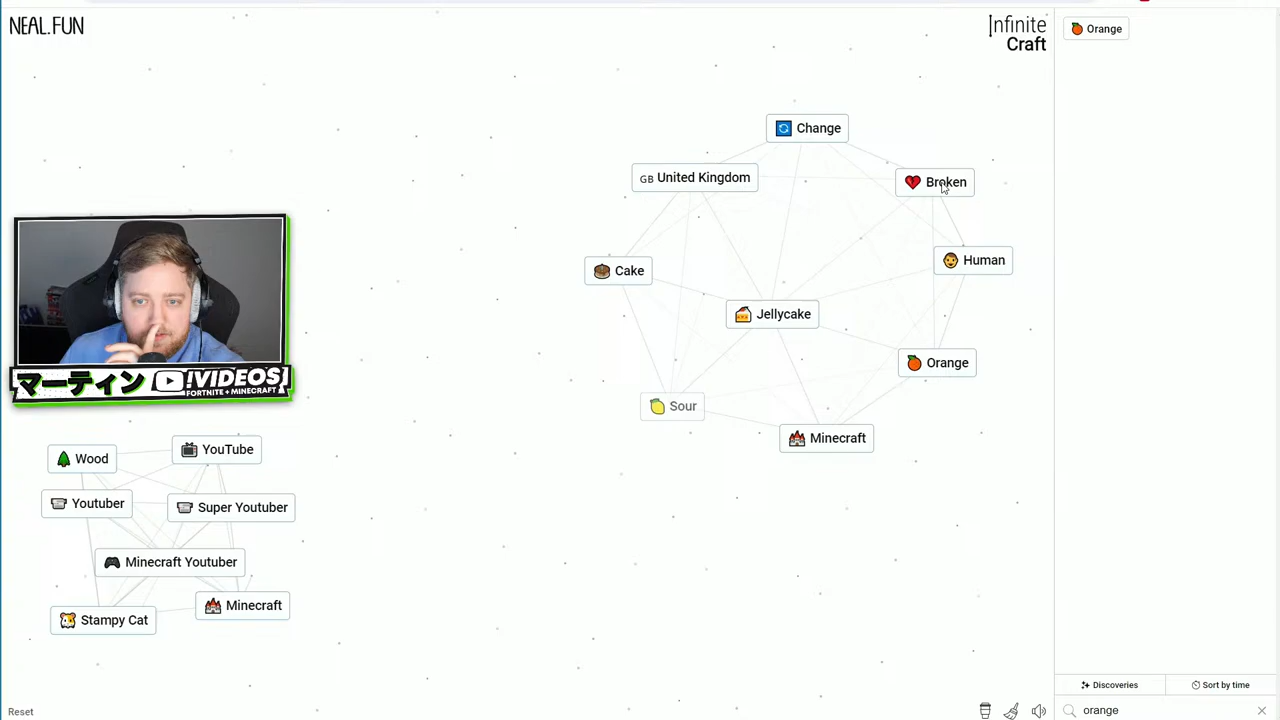 NEAL.FUN
Infinite
Craft
Orange
Change
United Kingdom
Broken
Cake
Human
Jellycake
Orange
Sour
Minecraft
マーティン !VIDEOS
FORTNITE + MINECRAFT
Wood
YouTube
Youtuber
Super Youtuber
Minecraft Youtuber
Stampy Cat
Minecraft
Reset
Discoveries
Sort by time
orange
GB